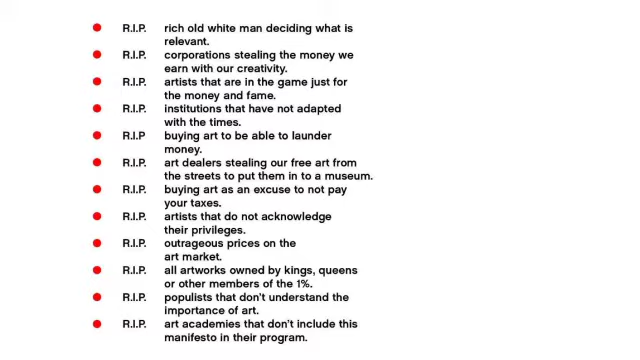 R.I.P. rich old white man deciding what is
relevant.
R.I.P. corporations stealing the money we
earn with our creativity.
R.I.P. artists that are in the game just for
the money and fame.
R.I.P. institutions that have not adapted
with the times.
R.I.P buying art to be able to launder
money.
R.I.P. art dealers stealing our free art from
the streets to put them in to a museum.
R.I.P. buying art as an excuse to not pay
your taxes.
R.I.P. artists that do not acknowledge
their privileges.
R.I.P. outrageous prices on the
art market.
R.I.P. all artworks owned by kings, queens
or other members of the 1%.
R.I.P. populists that don't understand the
importance of art.
R.I.P. art academies that don't include this
manifesto in their program.